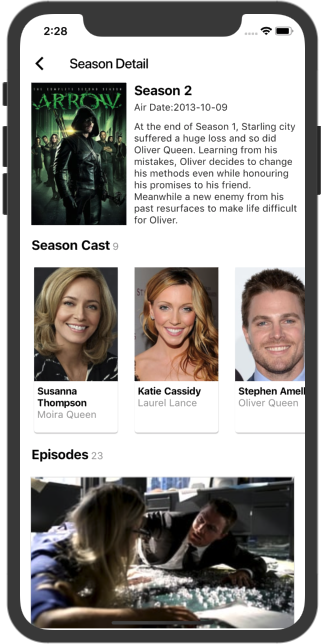 2:28
Season Detail
THE COMPLETE SECOND SEASON
ARROW
Season 2
Air Date:2013-10-09
At the end of Season 1, Starling city
suffered a huge loss and so did
Oliver Queen. Learning from his
mistakes, Oliver decides to change
his methods even while honouring
his promises to his friend.
Meanwhile a new enemy from his
past resurfaces to make life difficult
for Oliver.
Season Cast 9
Susanna
Thompson
Moira Queen
Katie Cassidy
Laurel Lance
Stephen Amell
Oliver Queen
Episodes 23